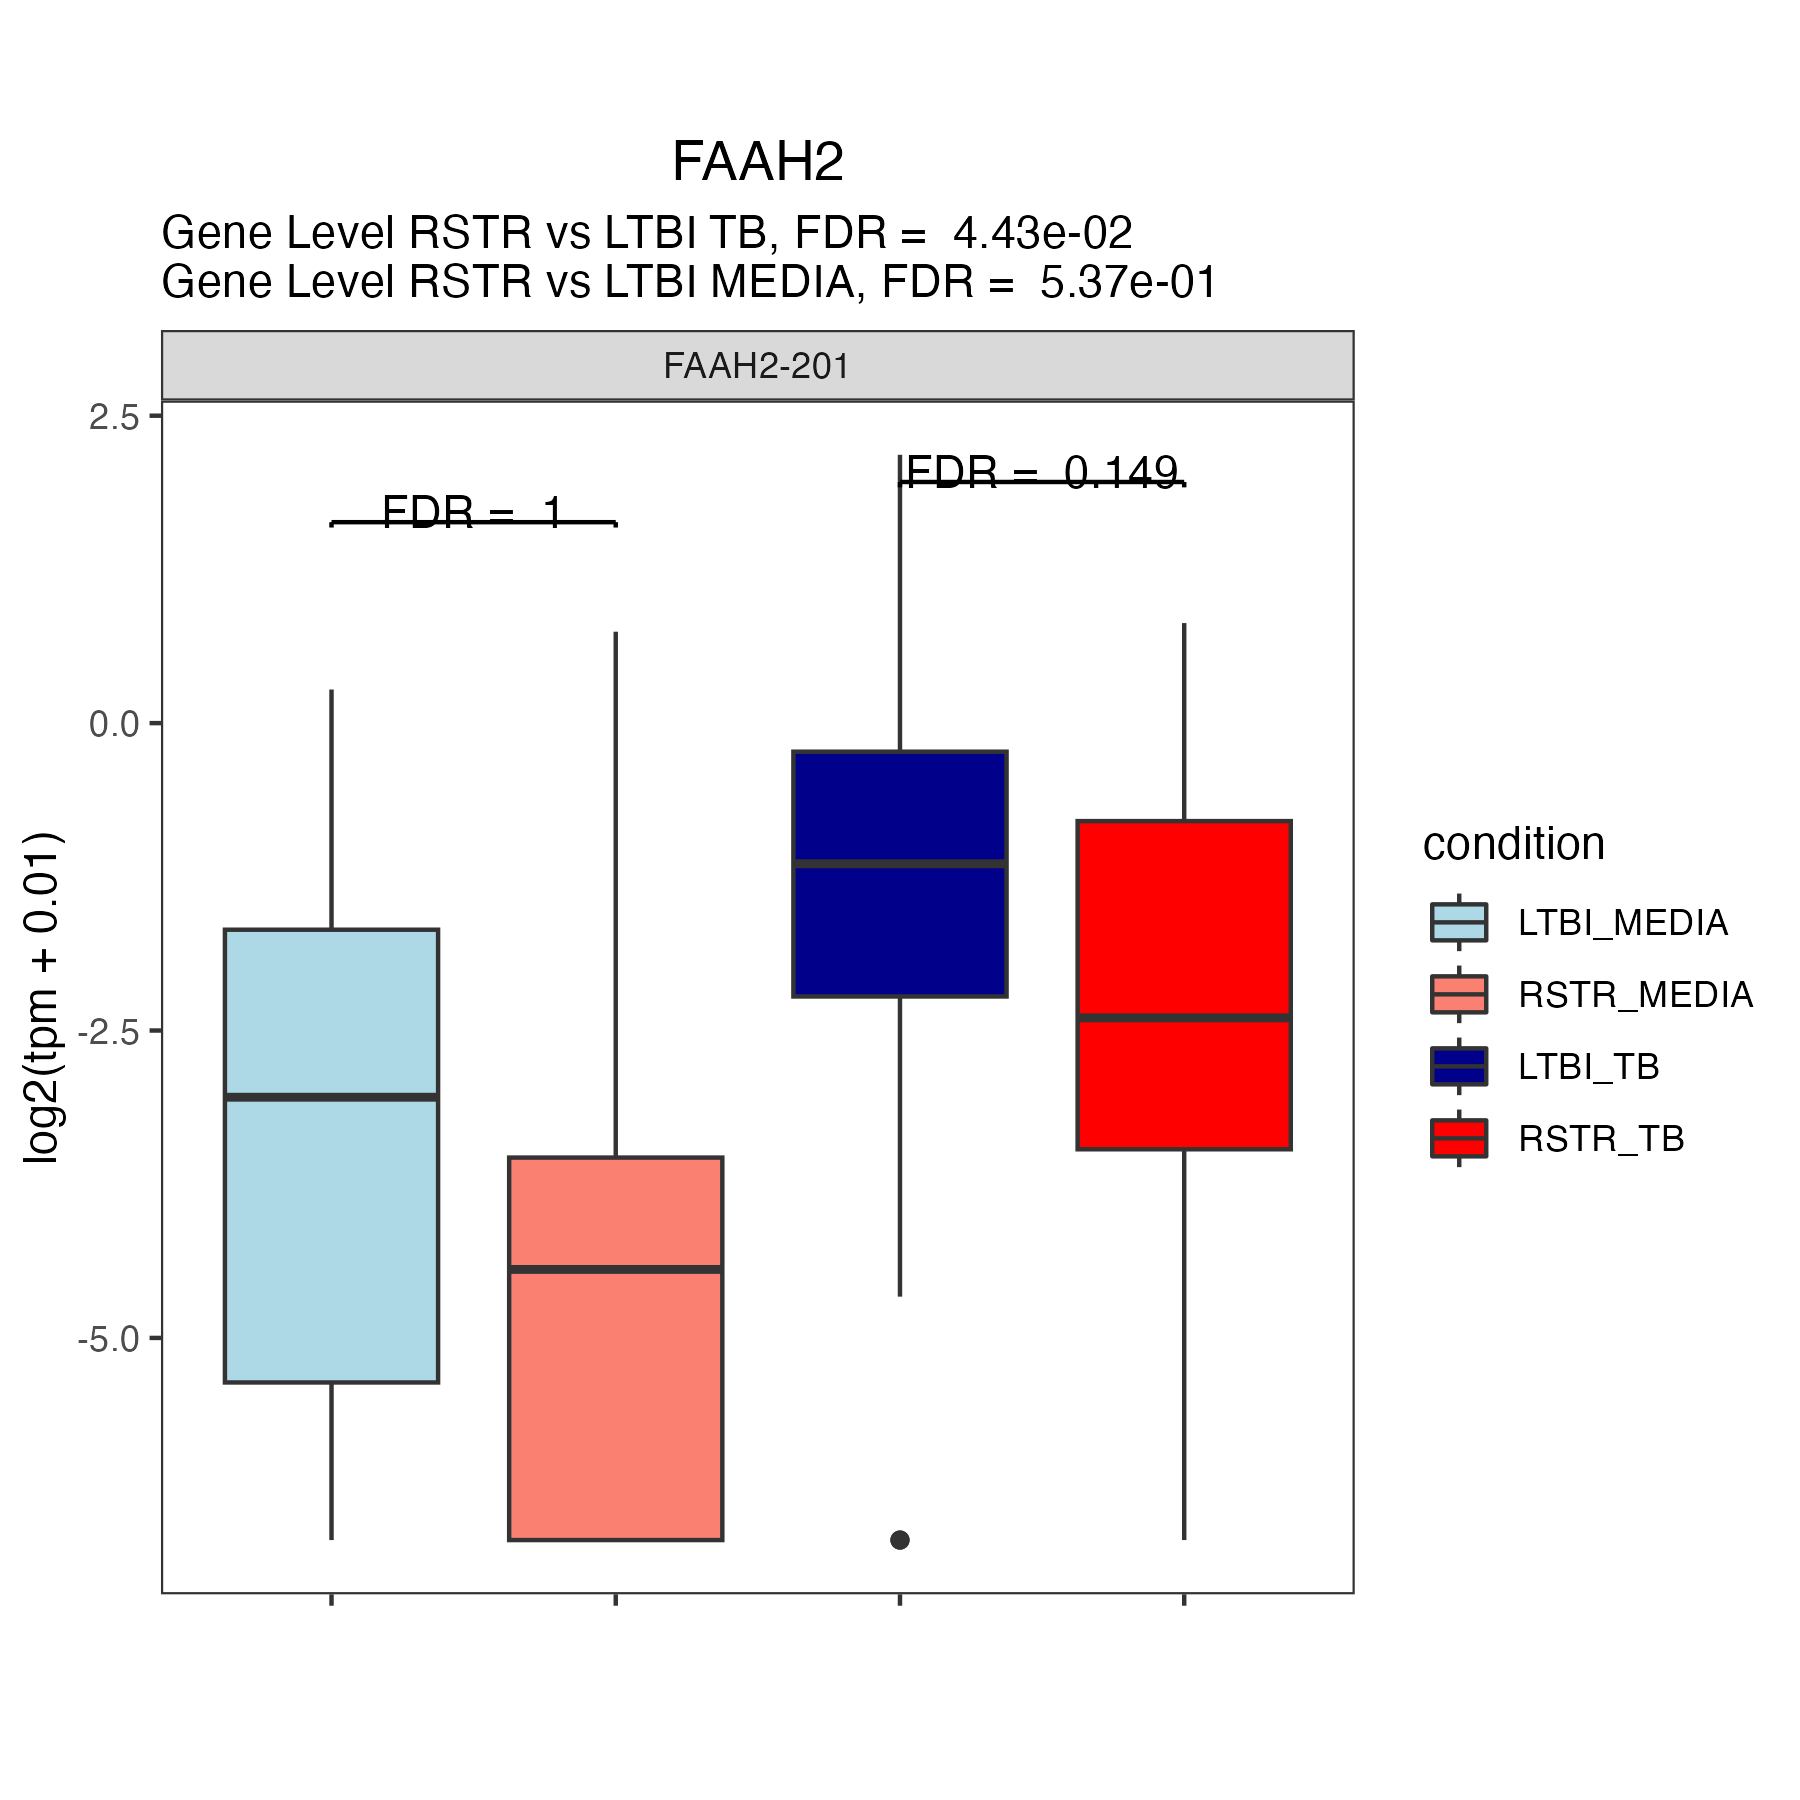 FAAH2
Gene Level RSTR vs LTBI TB, FDR =  4.43e-02
Gene Level RSTR vs LTBI MEDIA, FDR =  5.37e-01
FAAH2-201
2.5
0.0
-2.5
-5.0
log2(tpm + 0.01)
FDR =  1
FDR =  0.149
condition
LTBI_MEDIA
RSTR_MEDIA
LTBI_TB
RSTR_TB